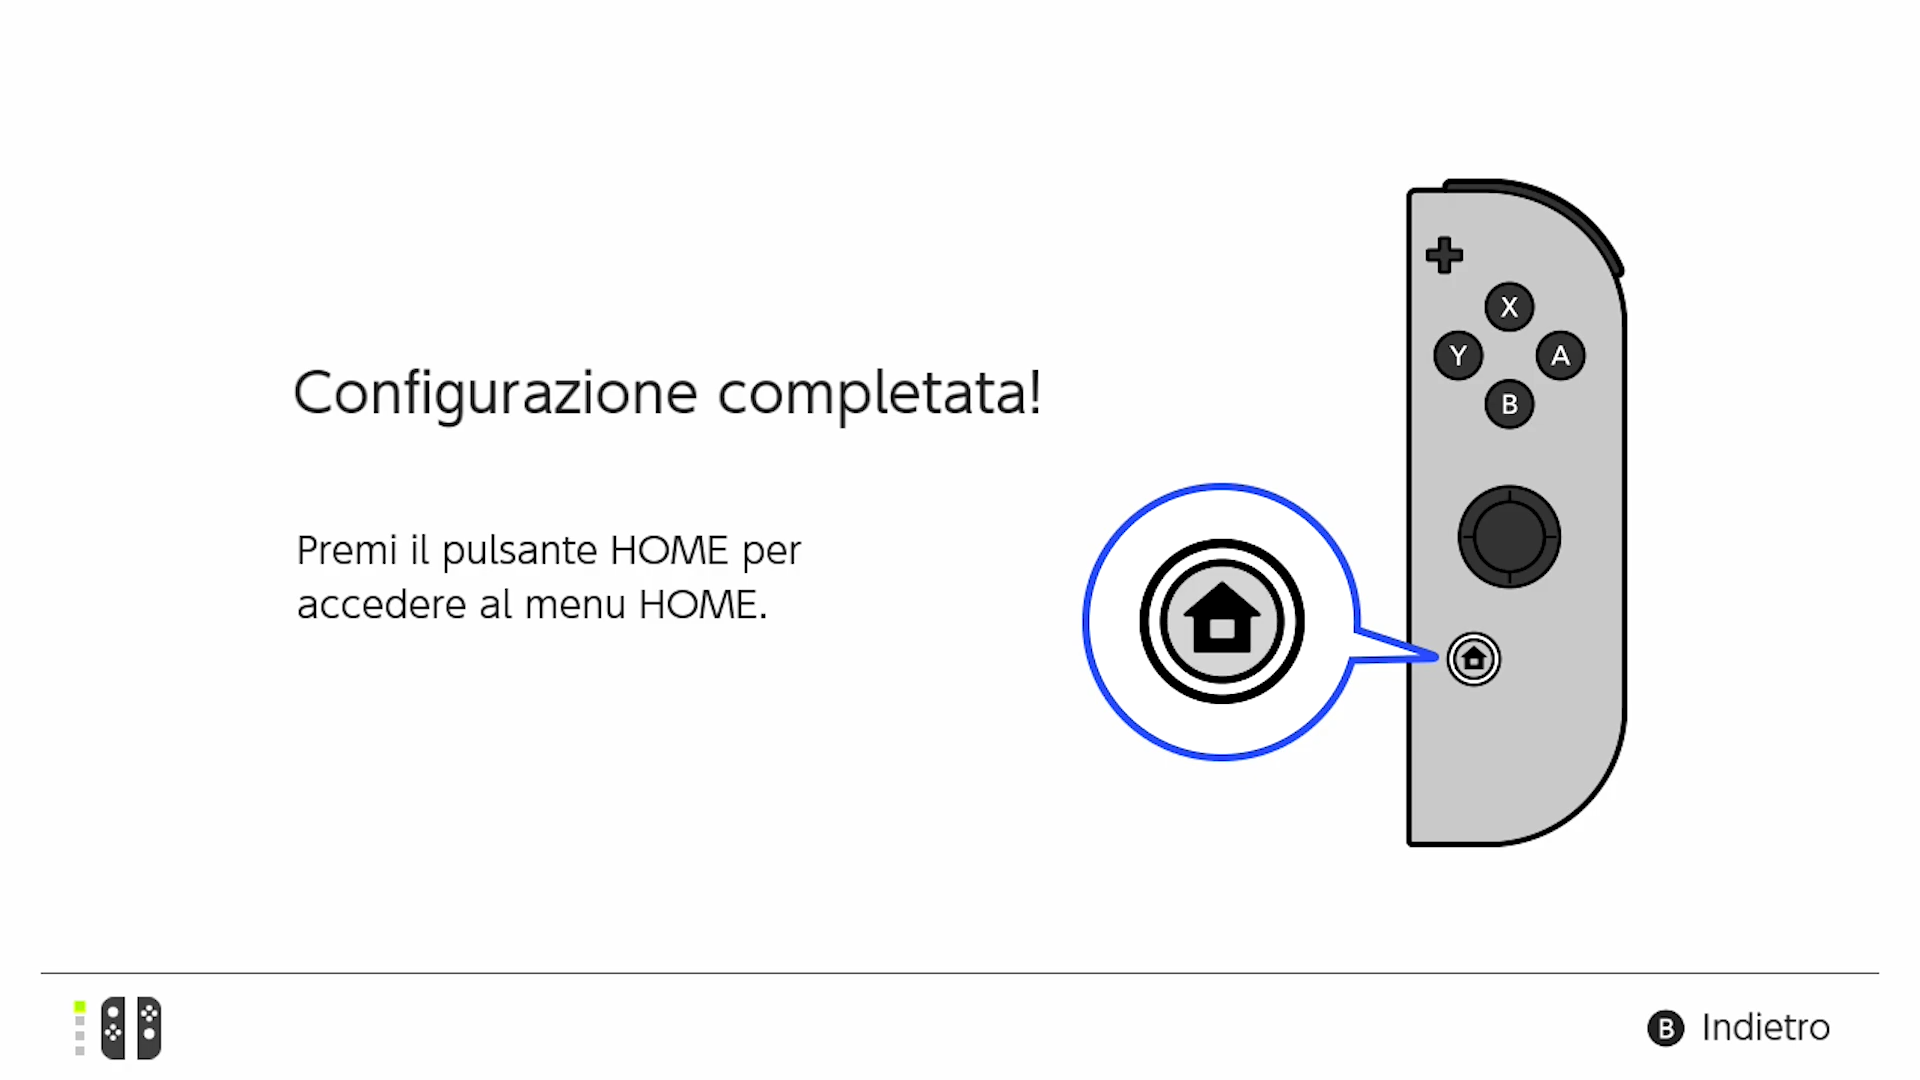 Configurazione completata!
Premi il pulsante HOME per
accedere al menu HOME.
X
Y
A
B
B Indietro